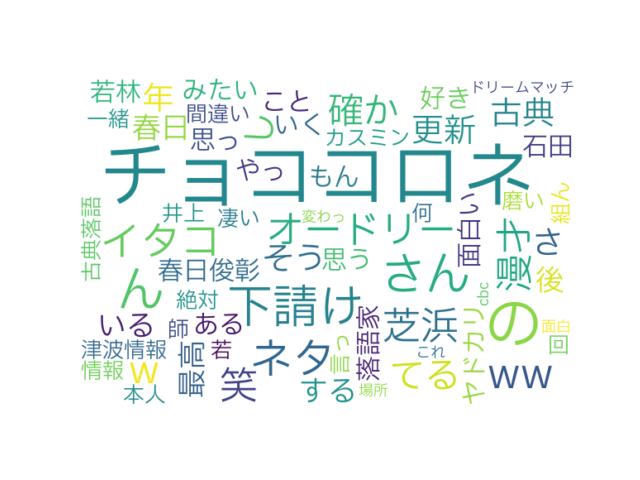 ドリームマッチ
若林
年
みたい
こと
好き
古典
一緒
春日
間違い
っ
いく
確か
更新
カスミン
石田
思っ
やっ
もん
チョココロネ
磨い
組ん
古典落語
井上
凄い
変わっ
何
面白い
漫才
さ
イタコ
オードリー
春日俊彰
そう
思う
さん
後
ん
絶対
下請け
cbc
の
いる
師
ある
芝浜
ヤドカリ
面白
回
津波情報
最高
若
ネタ
言っ
落語家
これ
情報
w
笑
てる
ww
本人
する
場所